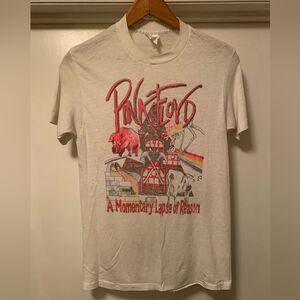 PINK FLOYD
A Momentary Lapse of Reason